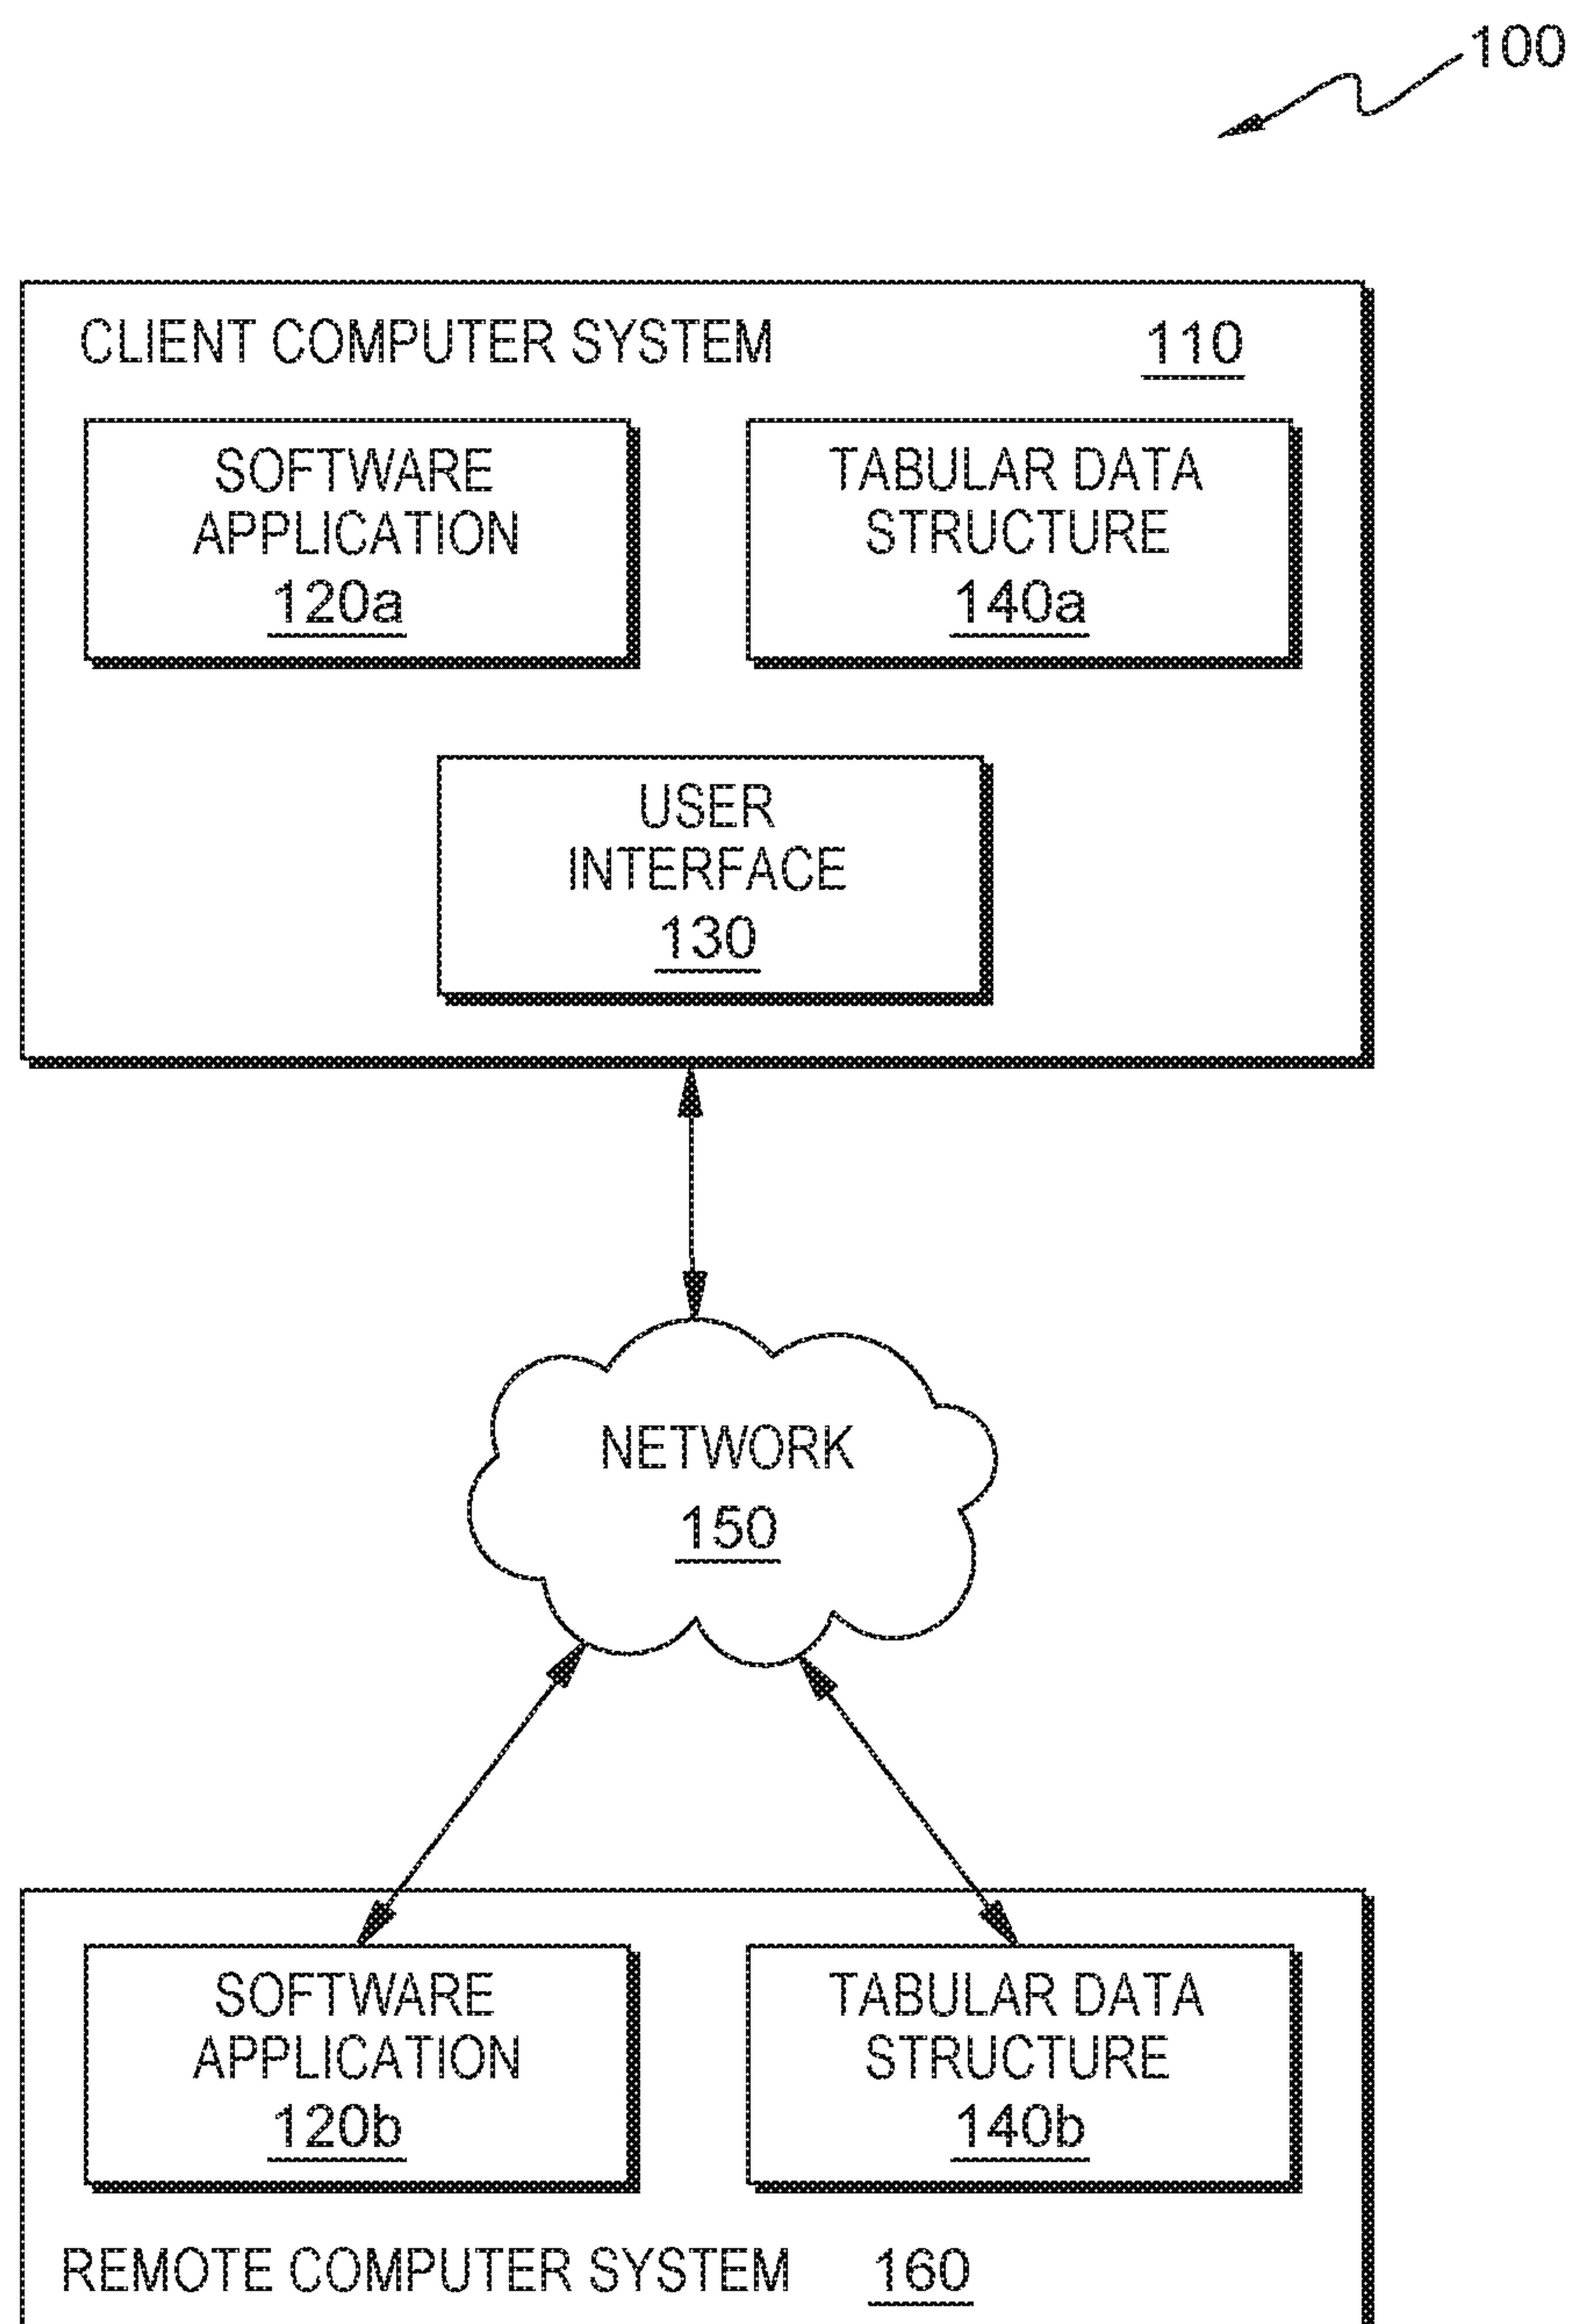 100
CLIENT COMPUTER SYSTEM 110
SOFTWARE
APPLICATION
120a
TABULAR DATA
STRUCTURE
140a
USER
INTERFACE
130
NETWORK
150
SOFTWARE
APPLICATION
120b
TABULAR DATA
STRUCTURE
140b
REMOTE COMPUTER SYSTEM 160